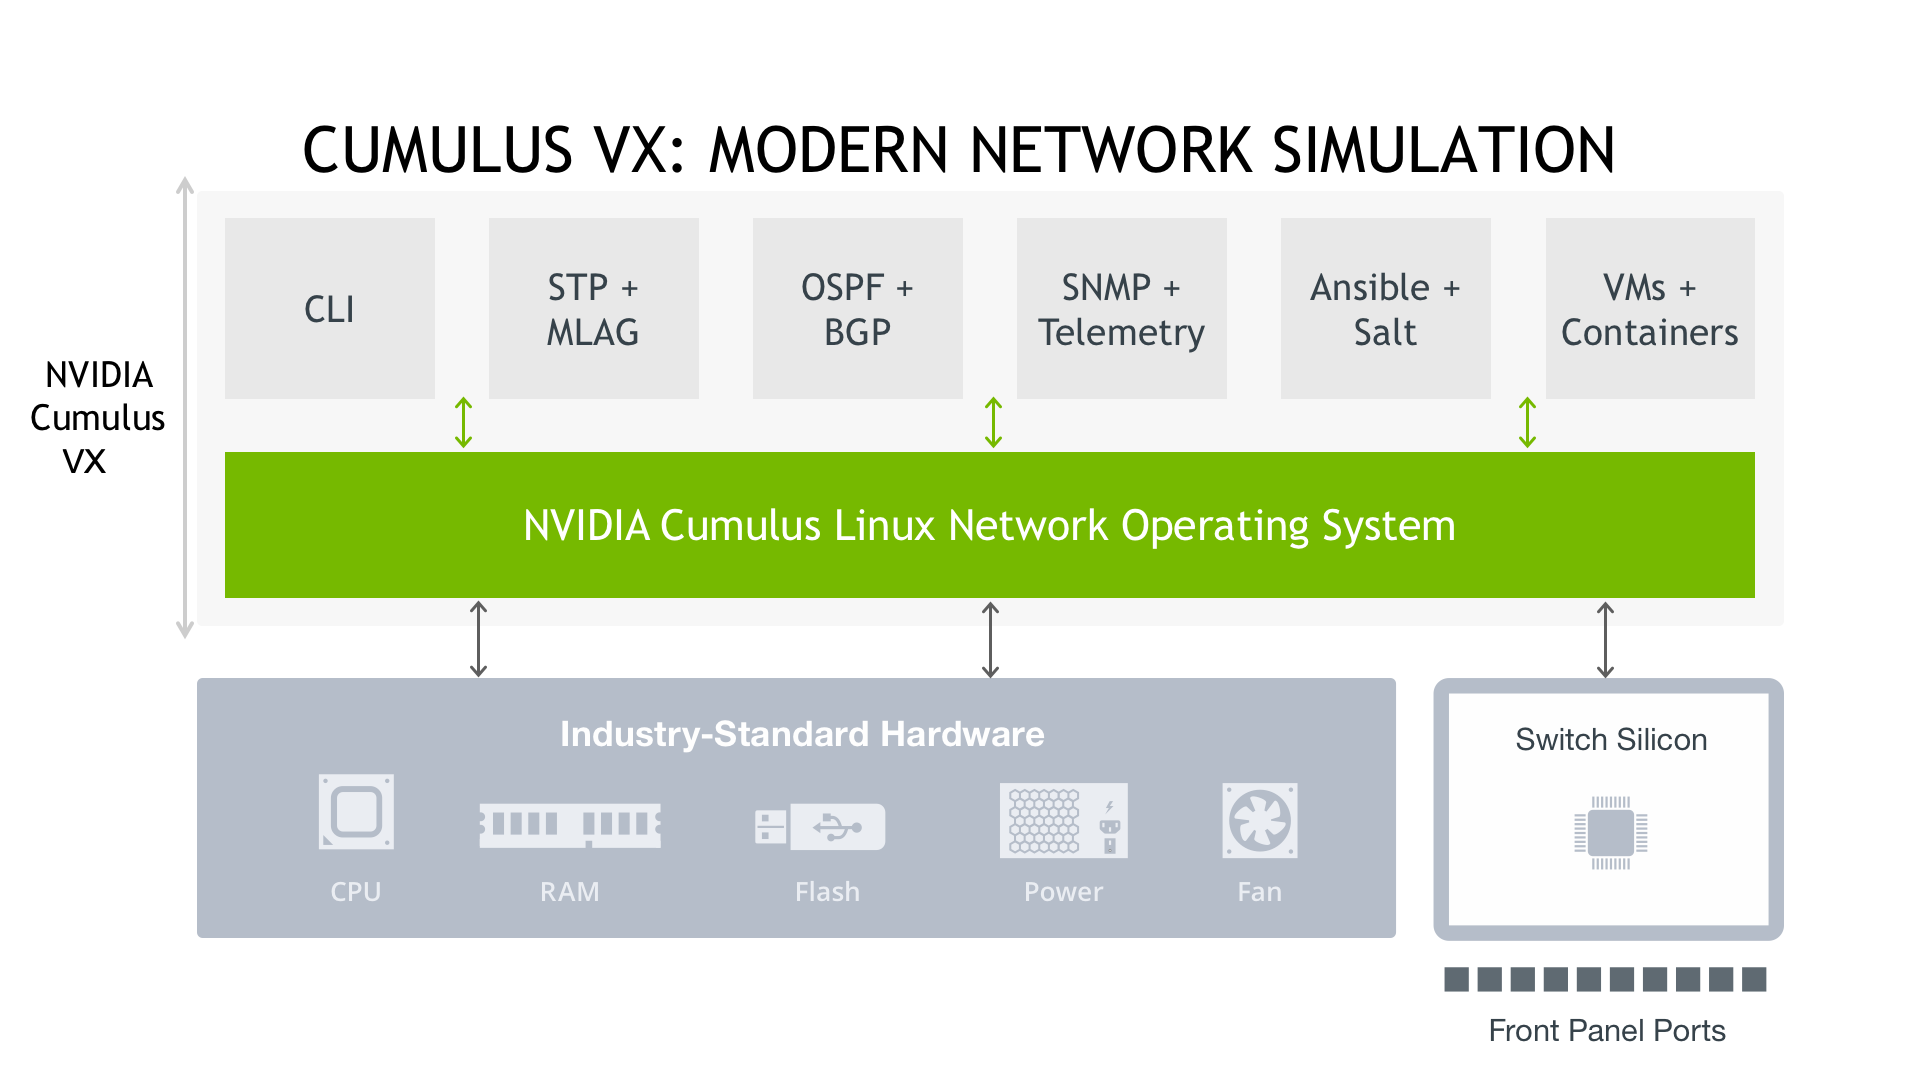 CUMULUS VX: MODERN NETWORK SIMULATION
NVIDIA
Cumulus
VX
CLI
STP +
MLAG
OSPF +
BGP
SNMP +
Telemetry
Ansible +
Salt
VMs +
Containers
NVIDIA Cumulus Linux Network Operating System
Industry-Standard Hardware
CPU
RAM
Flash
Power
Fan
Switch Silicon
Front Panel Ports